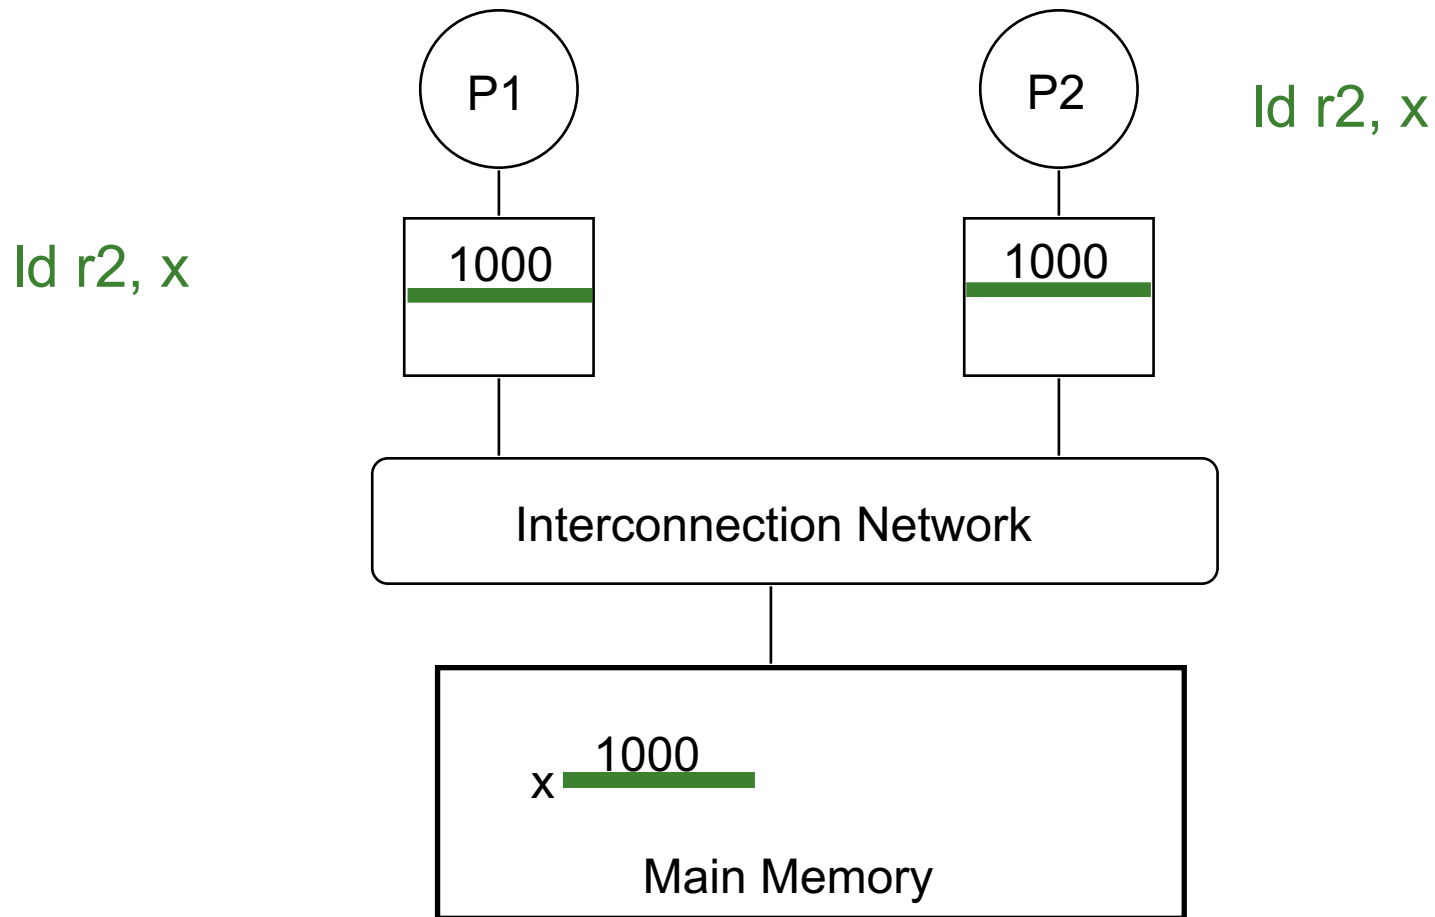 P1
P2
ld r2, x
ld r2, x
1000
1000
Interconnection Network
1000
x
Main Memory